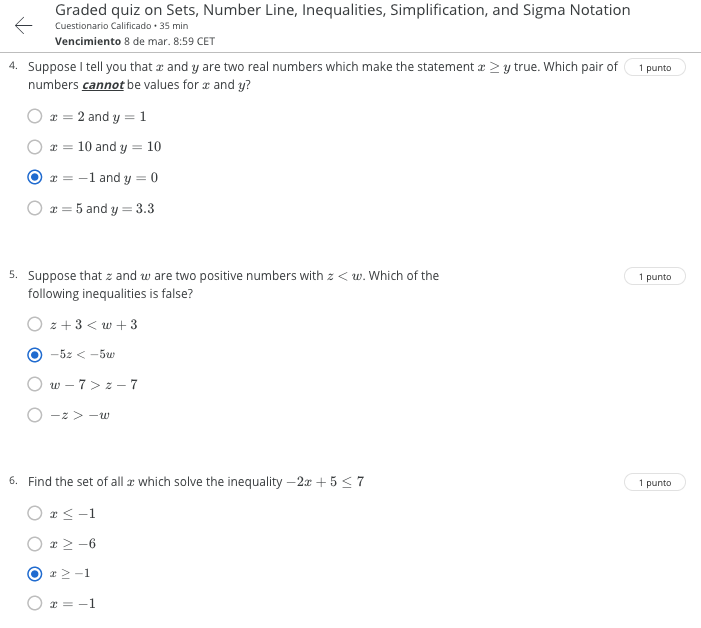 Graded quiz on Sets, Number Line, Inequalities, Simplification, and Sigma Notation
Cuestionario Calificado • 35 min
Vencimiento 8 de mar. 8:59 CET
4. Suppose I tell you that x and y are two real numbers which make the statement x ≥ y true. Which pair of 1 punto
numbers cannot be values for x and y?
x = 2 and y = 1
x = 10 and y = 10
x = −1 and y = 0
x = 5 and y = 3.3
5. Suppose that z and w are two positive numbers with z < w. Which of the 1 punto
following inequalities is false?
z + 3 < w + 3
−5z < −5w
w − 7 > z − 7
−z > −w
6. Find the set of all x which solve the inequality −2x + 5 ≤ 7 1 punto
x ≤ −1
x ≥ −6
x ≥ −1
x = −1